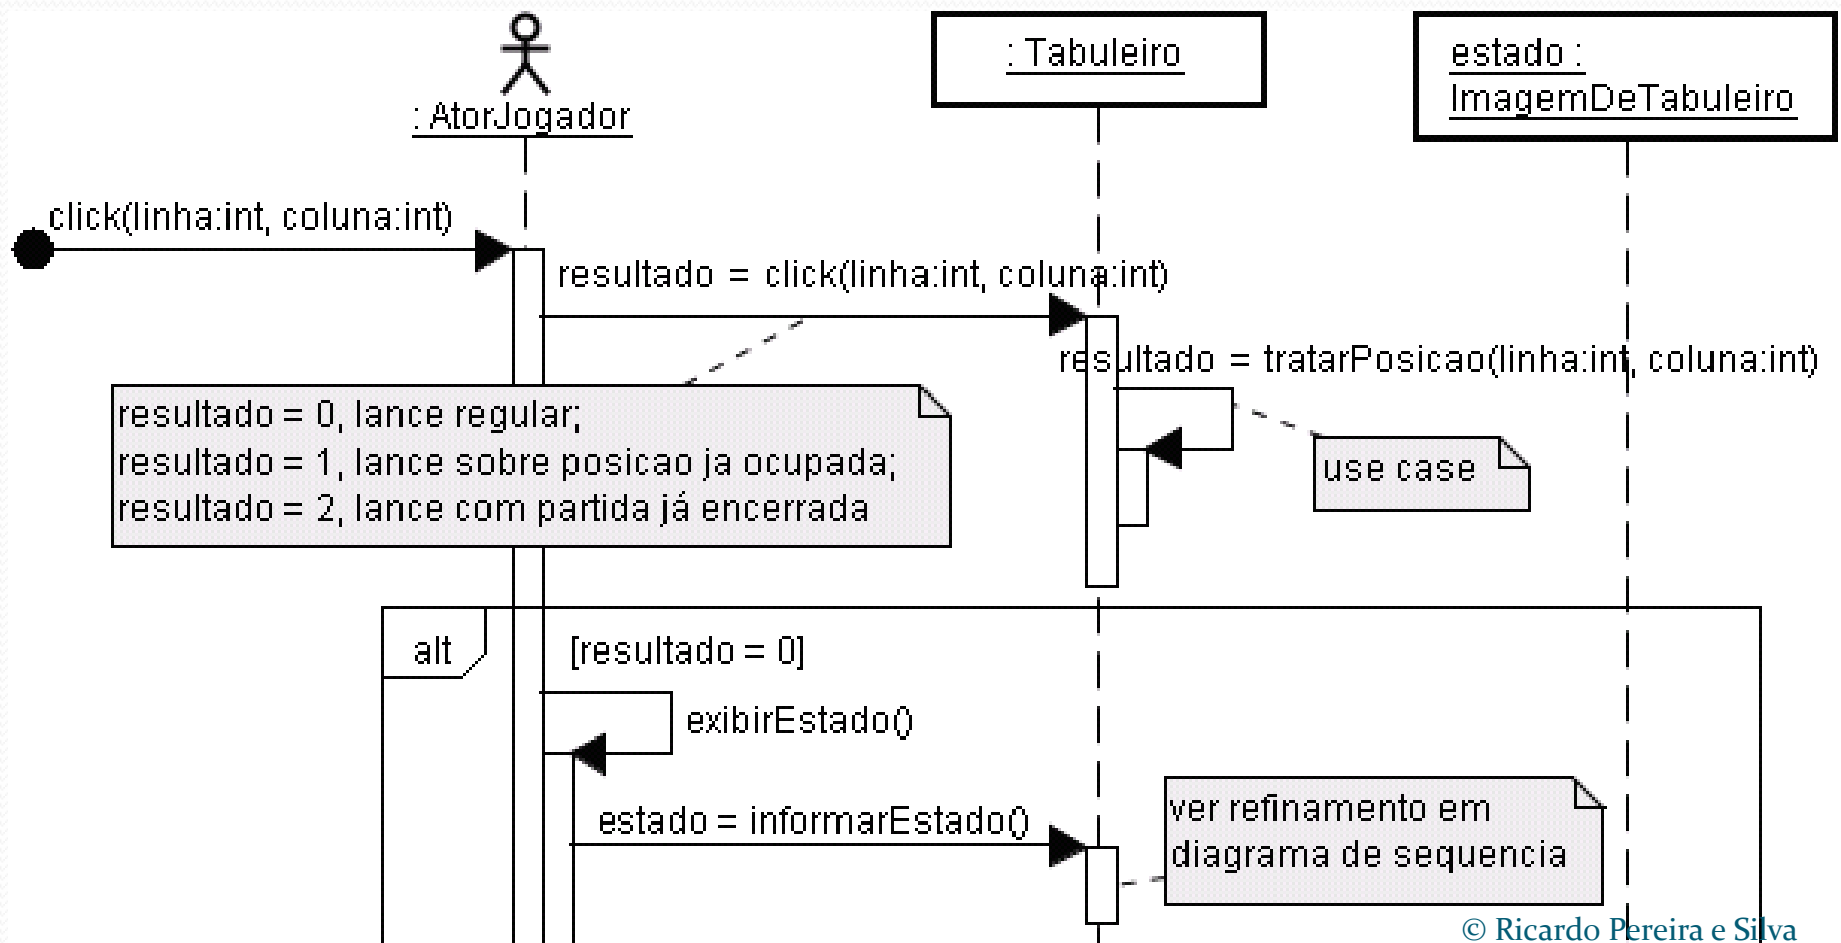 : AtorJogador
: Tabuleiro
estado :
ImagemDeTabuleiro
click(linha:int, coluna:int)
resultado = click(linha:int, coluna:int)
resultado = tratarPosicao(linha:int, coluna:int)
resultado = 0, lance regular;
resultado = 1, lance sobre posicao ja ocupada;
resultado = 2, lance com partida já encerrada
use case
alt
[resultado = 0]
exibirEstado()
estado = informarEstado()
ver refinamento em
diagrama de sequencia
© Ricardo Pereira e Silva